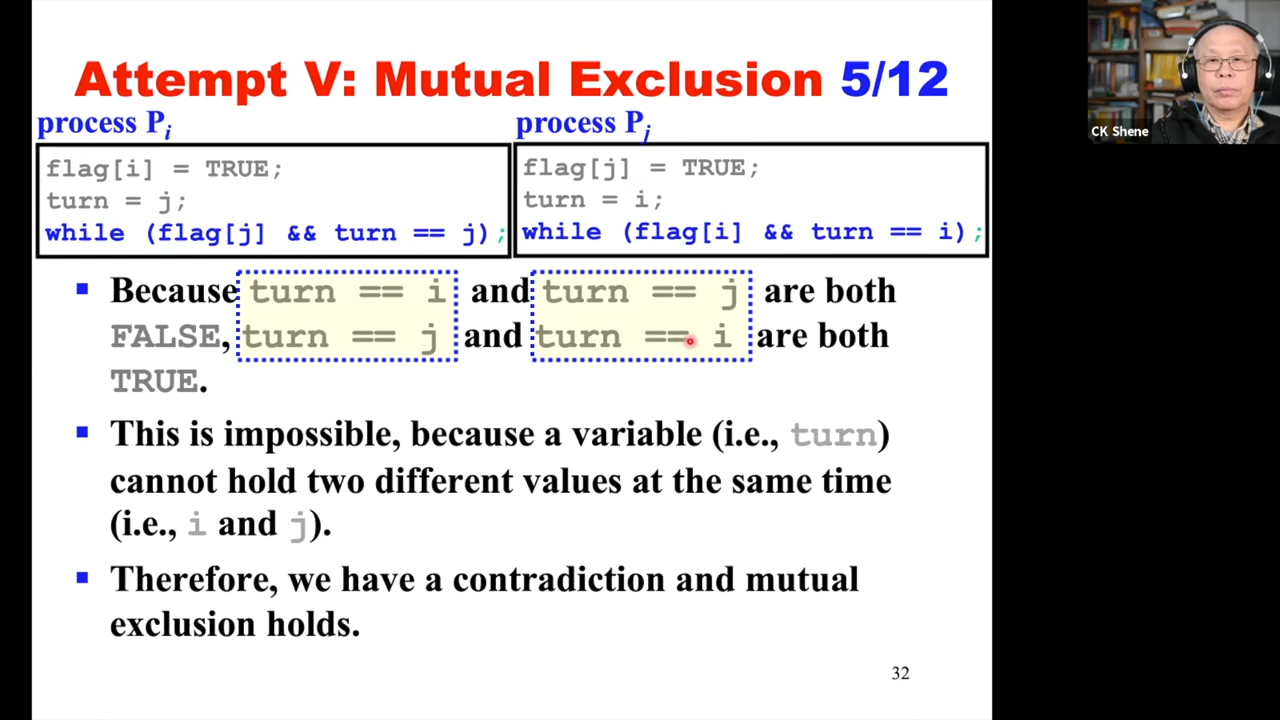 Attempt V: Mutual Exclusion 5/12
process Pi
process Pj
flag[i] = TRUE;
turn = j;
while (flag[j] && turn == j);
flag[j] = TRUE;
turn = i;
while (flag[i] && turn == i);
Because turn == i and turn == j are both
FALSE, turn == j and turn == i are both
TRUE.
This is impossible, because a variable (i.e., turn)
cannot hold two different values at the same time
(i.e., i and j).
Therefore, we have a contradiction and mutual
exclusion holds.
32
CK Shene